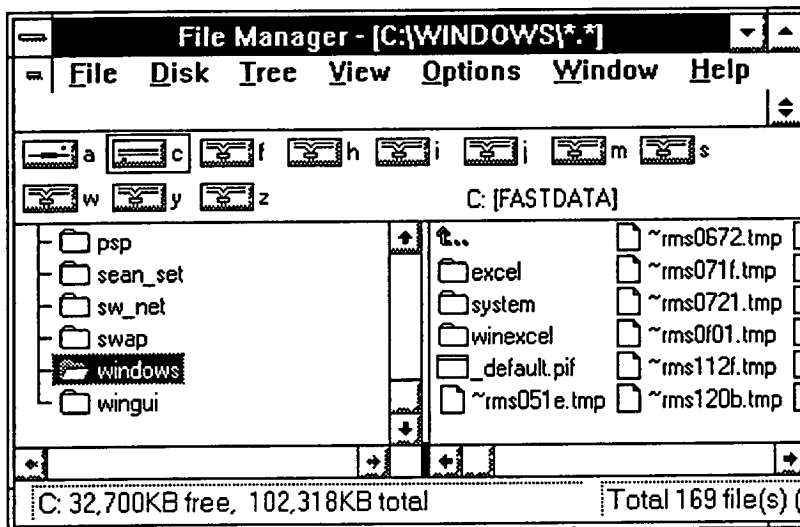 File Manager - [C:\WINDOWS\*.*]
File Disk Tree View Options Window Help
a c f h i j m s
w y z C: [FASTDATA]
psp
sean_set
sw_net
swap
windows
wingui
..
excel
system
winexcel
_default.pif
~rms051e.tmp
~rms0672.tmp
~rms071f.tmp
~rms0721.tmp
~rms0f01.tmp
~rms112f.tmp
~rms120b.tmp
C: 32,700KB free, 102,318KB total
Total 169 file(s) (